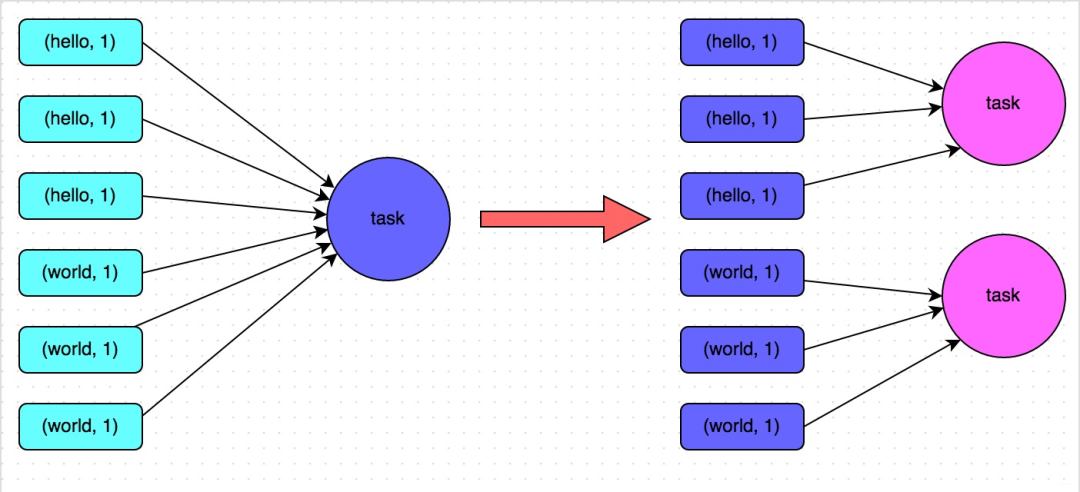 (hello, 1)
(hello, 1)
(hello, 1)
(world, 1)
(world, 1)
(world, 1)
task
(hello, 1)
(hello, 1)
(hello, 1)
(world, 1)
(world, 1)
(world, 1)
task
task